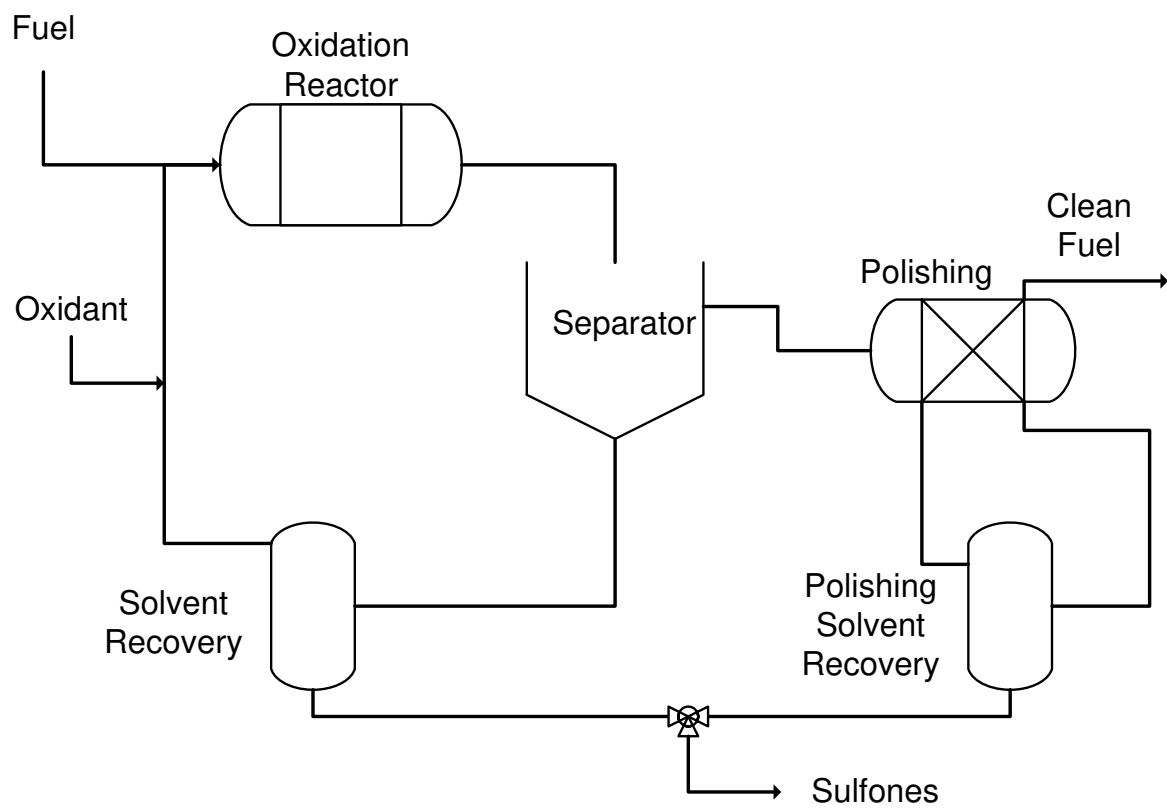 Fuel
Oxidation
Reactor
Clean
Fuel
Polishing
Oxidant
Separator
Solvent
Recovery
Polishing
Solvent
Recovery
Sulfones